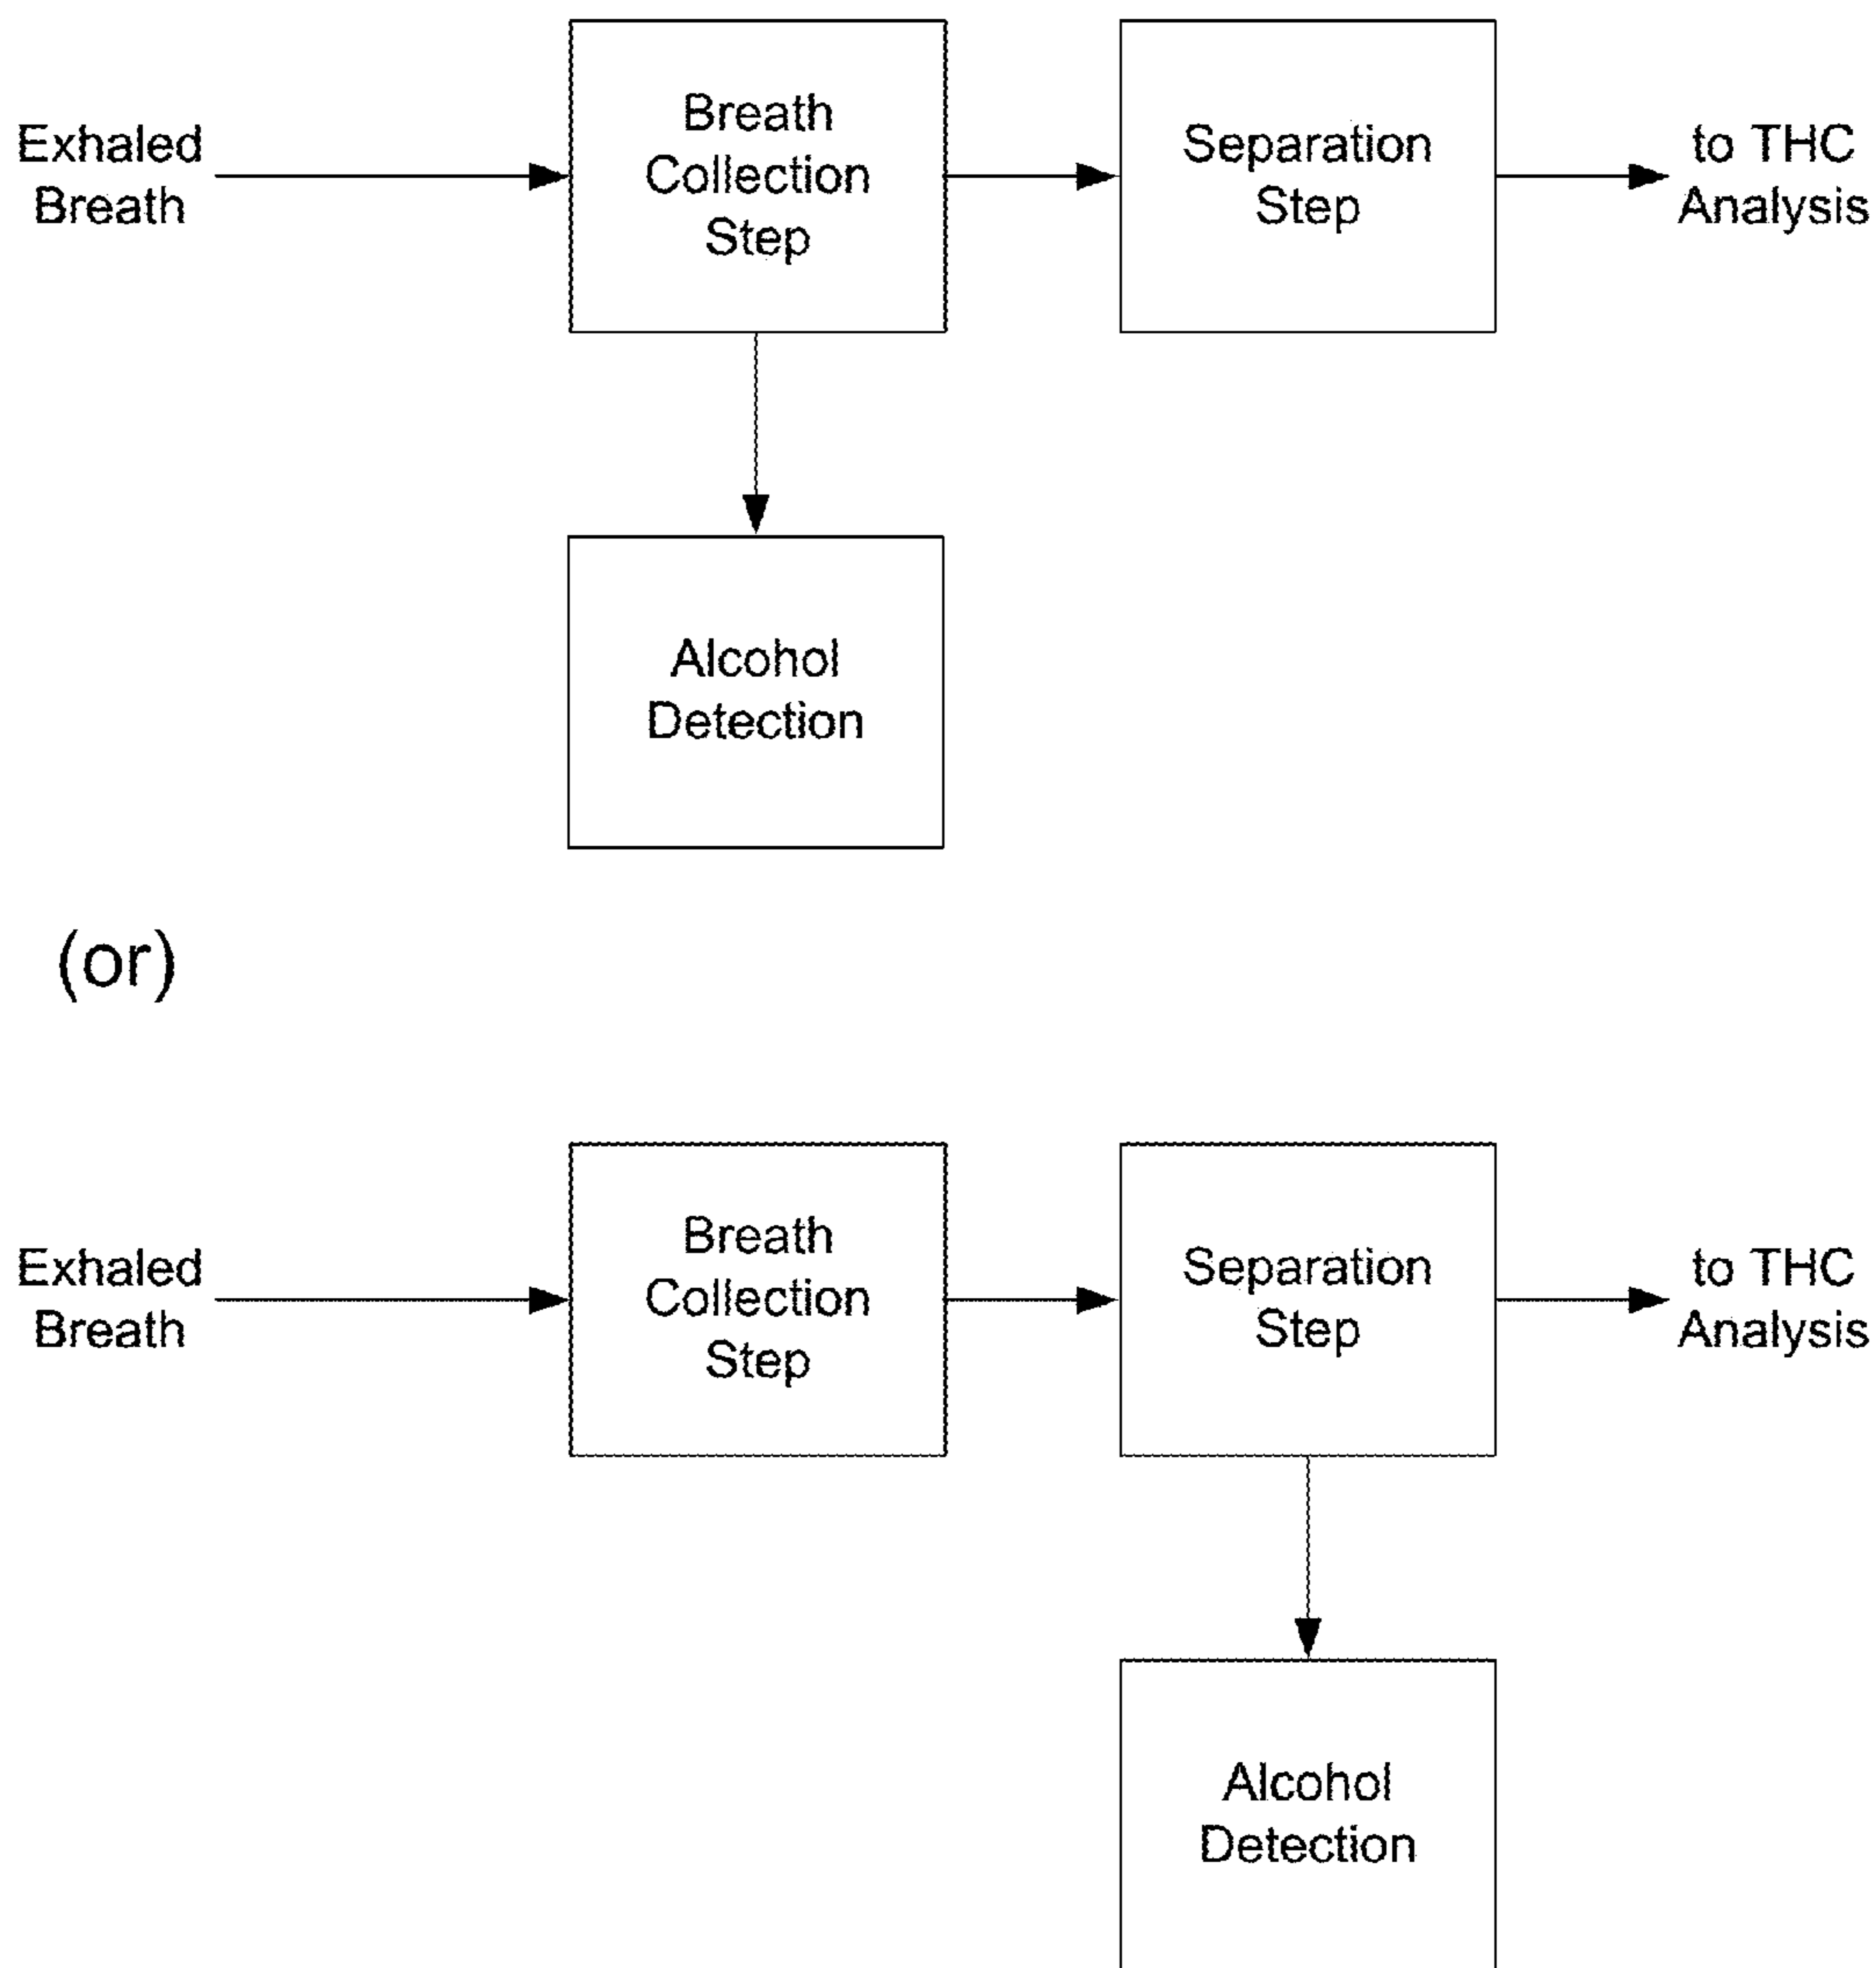 Exhaled
Breath
Breath
Collection
Step
Separation
Step
to THC
Analysis
Alcohol
Detection
(or)
Exhaled
Breath
Breath
Collection
Step
Separation
Step
to THC
Analysis
Alcohol
Detection